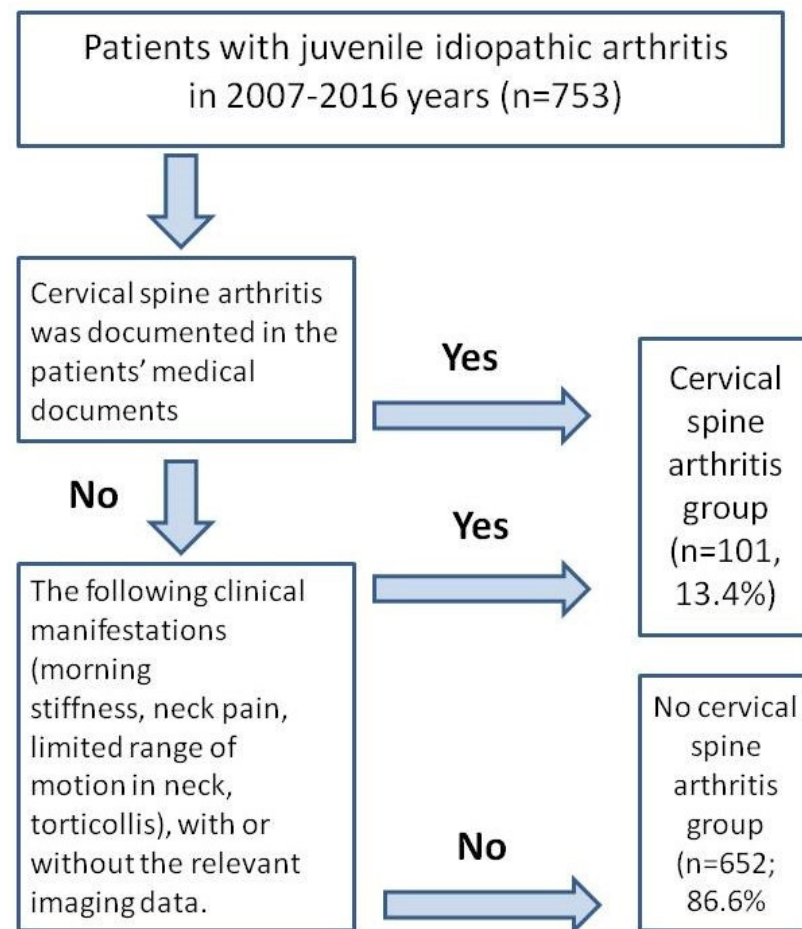 Patients with juvenile idiopathic arthritis
in 2007-2016 years (n=753)
Cervical spine arthritis
was documented in the
patients’ medical
documents
Yes
Cervical
spine
arthritis
group
(n=101,
13.4%)
No
Yes
The following clinical
manifestations
(morning
stiffness, neck pain,
limited range of
motion in neck,
torticollis), with or
without the relevant
imaging data.
No
No cervical
spine
arthritis
group
(n=652;
86.6%